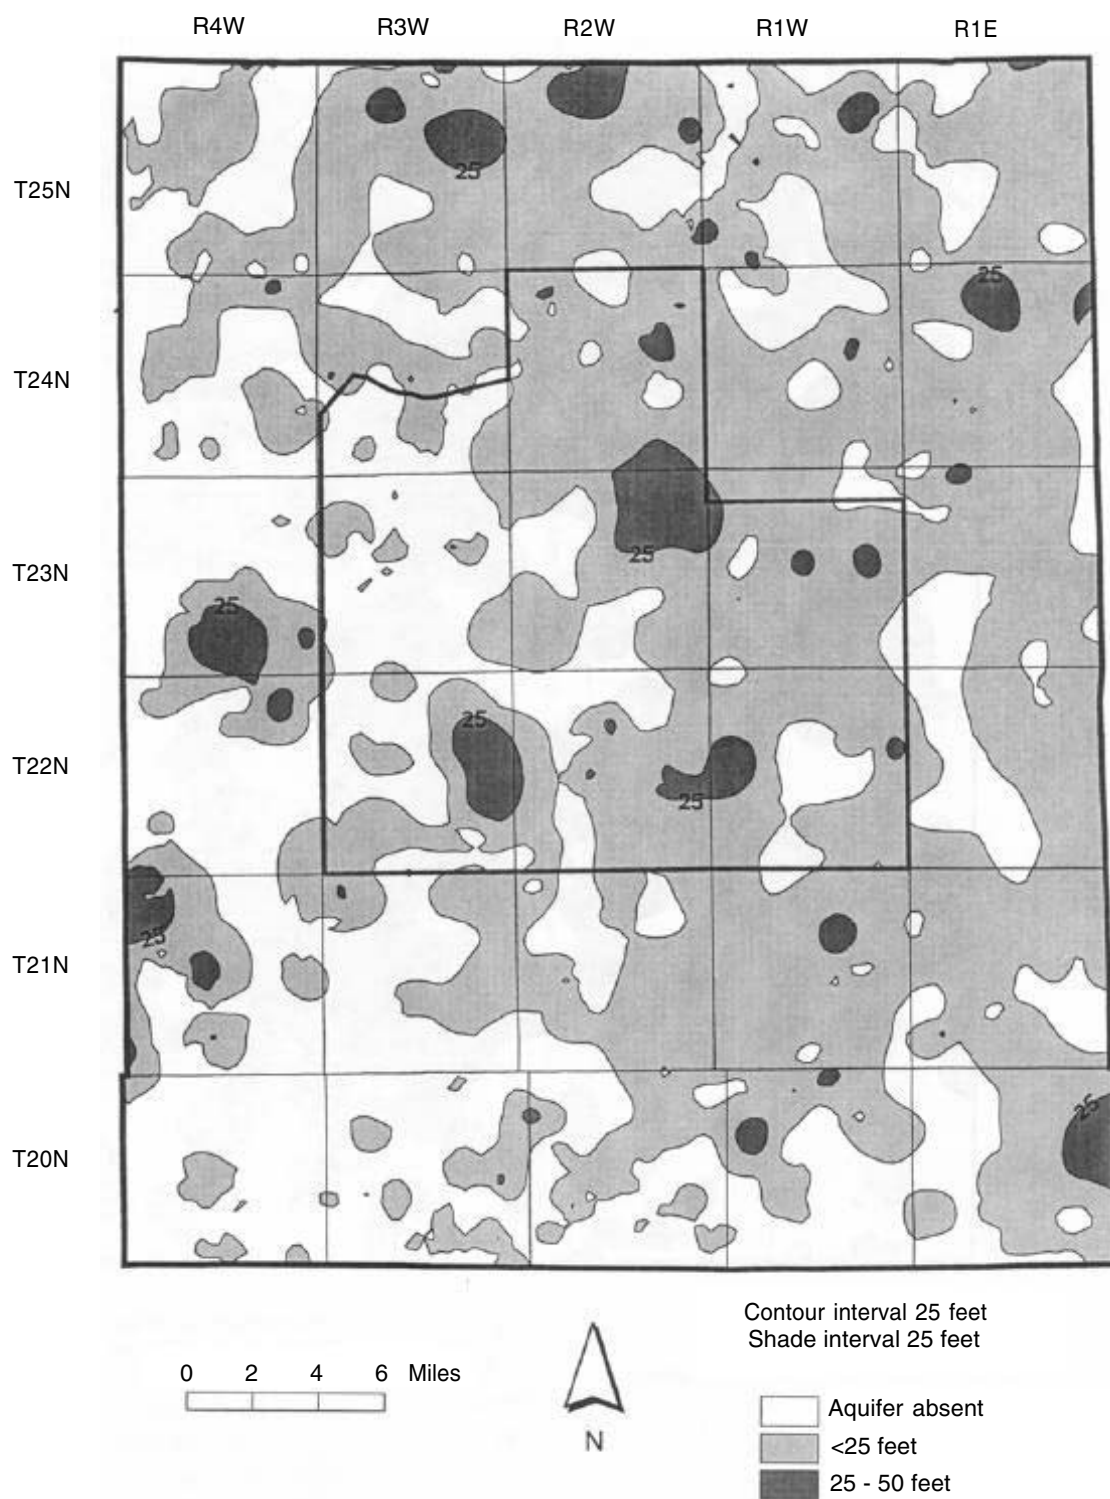 R4W R3W R2W R1W R1E
25
T25N
25
T24N
25
T23N
25
25
T22N
25
25
T21N
25
T20N
Contour interval 25 feet
Shade interval 25 feet
0 2 4 6 Miles
Aquifer absent
N
<25 feet
25 - 50 feet